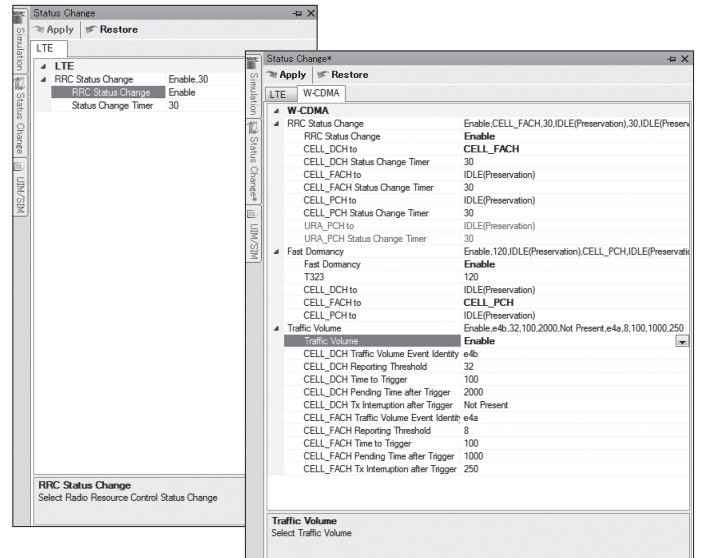 Status Change
Apply Restore
LTE
Simulation
Status Change
UIM/SIM
LTE
RRC Status Change Enable,30
RRC Status Change Enable
Status Change Timer 30
RRC Status Change
Select Radio Resource Control Status Change
Status Change*
Apply Restore
LTE W-CDMA
Simulation
Status Change*
UIM/SIM
W-CDMA
RRC Status Change Enable,CELL_FACH,30,IDLE(Preservation),30,IDLE(Preserv
RRC Status Change Enable
CELL_DCH to CELL_FACH
CELL_DCH Status Change Timer 30
CELL_FACH to IDLE(Preservation)
CELL_FACH Status Change Timer 30
CELL_PCH to IDLE(Preservation)
CELL_PCH Status Change Timer 30
URA_PCH to IDLE(Preservation)
URA_PCH Status Change Timer 30
Fast Dormancy Enable,120,IDLE(Preservation),CELL_PCH,IDLE(Preservatio
Fast Dormancy Enable
T323 120
CELL_DCH to IDLE(Preservation)
CELL_FACH to CELL_PCH
CELL_PCH to IDLE(Preservation)
Traffic Volume Enable,e4b,32,100,2000,Not Present,e4a,8,100,1000,250
Traffic Volume Enable
CELL_DCH Traffic Volume Event Identity e4b
CELL_DCH Reporting Threshold 32
CELL_DCH Time to Trigger 100
CELL_DCH Pending Time after Trigger 2000
CELL_DCH Tx Interruption after Trigger Not Present
CELL_FACH Traffic Volume Event Identity e4a
CELL_FACH Reporting Threshold 8
CELL_FACH Time to Trigger 100
CELL_FACH Pending Time after Trigger 1000
CELL_FACH Tx Interruption after Trigger 250
Traffic Volume
Select Traffic Volume